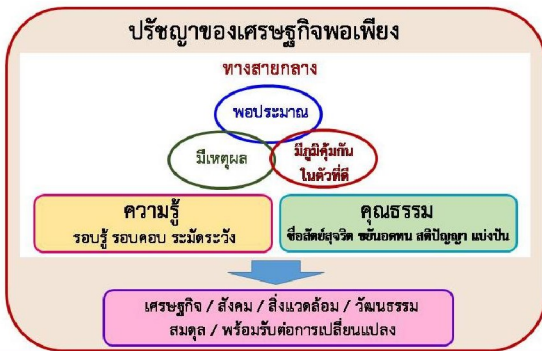 ปรัชญาของเศรษฐกิจพอเพียง
ทางสายกลาง
พอประมาณ
มีเหตุผล
มีภูมิคุ้มกัน
ในตัวที่ดี
ความรู้
รอบรู้ รอบคอบ ระมัดระวัง
คุณธรรม
ซื่อสัตย์สุจริต ขยันอดทน สติปัญญา แบ่งปัน
เศรษฐกิจ / สังคม / สิ่งแวดล้อม / วัฒนธรรม
สมดุล / พร้อมรับต่อการเปลี่ยนแปลง